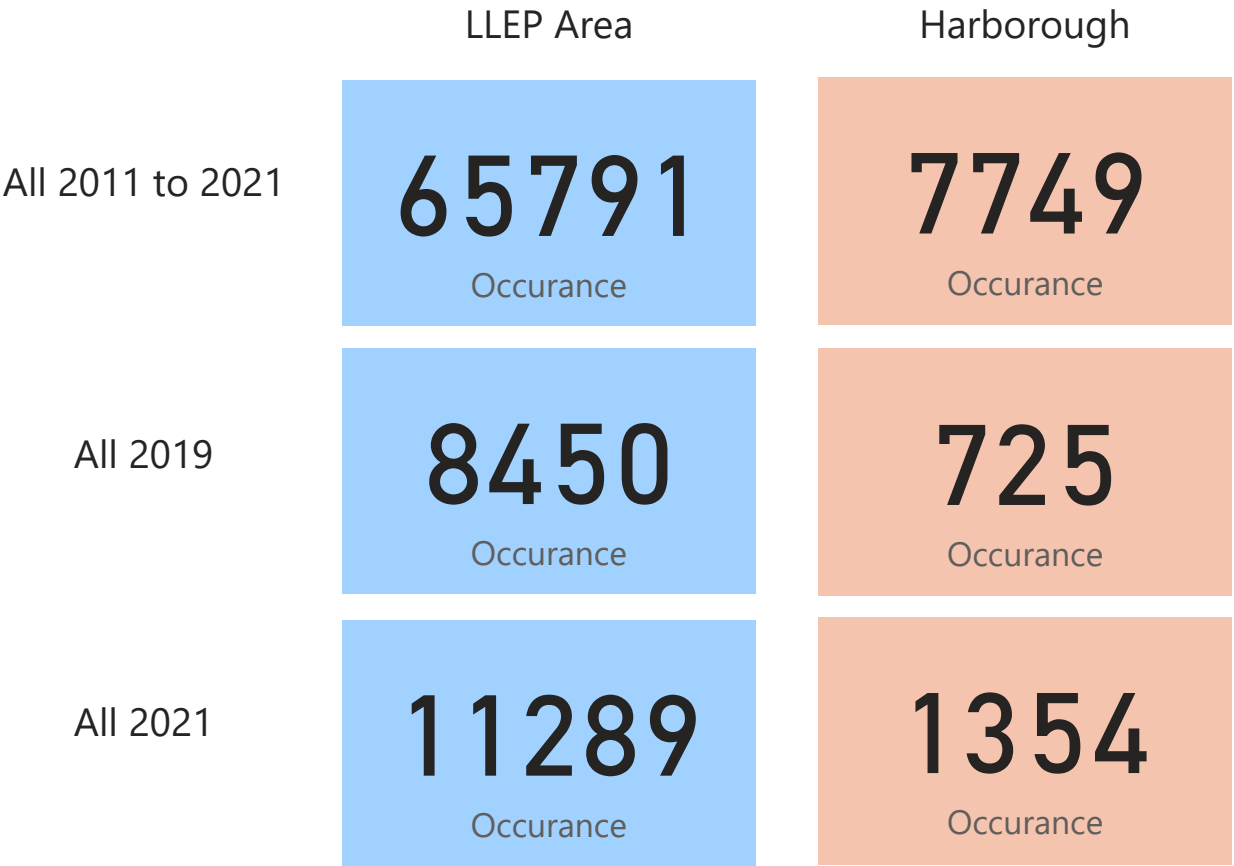 LLEP Area
Harborough
All 2011 to 2021
65791
Occurance
7749
Occurance
All 2019
8450
Occurance
725
Occurance
All 2021
11289
Occurance
1354
Occurance